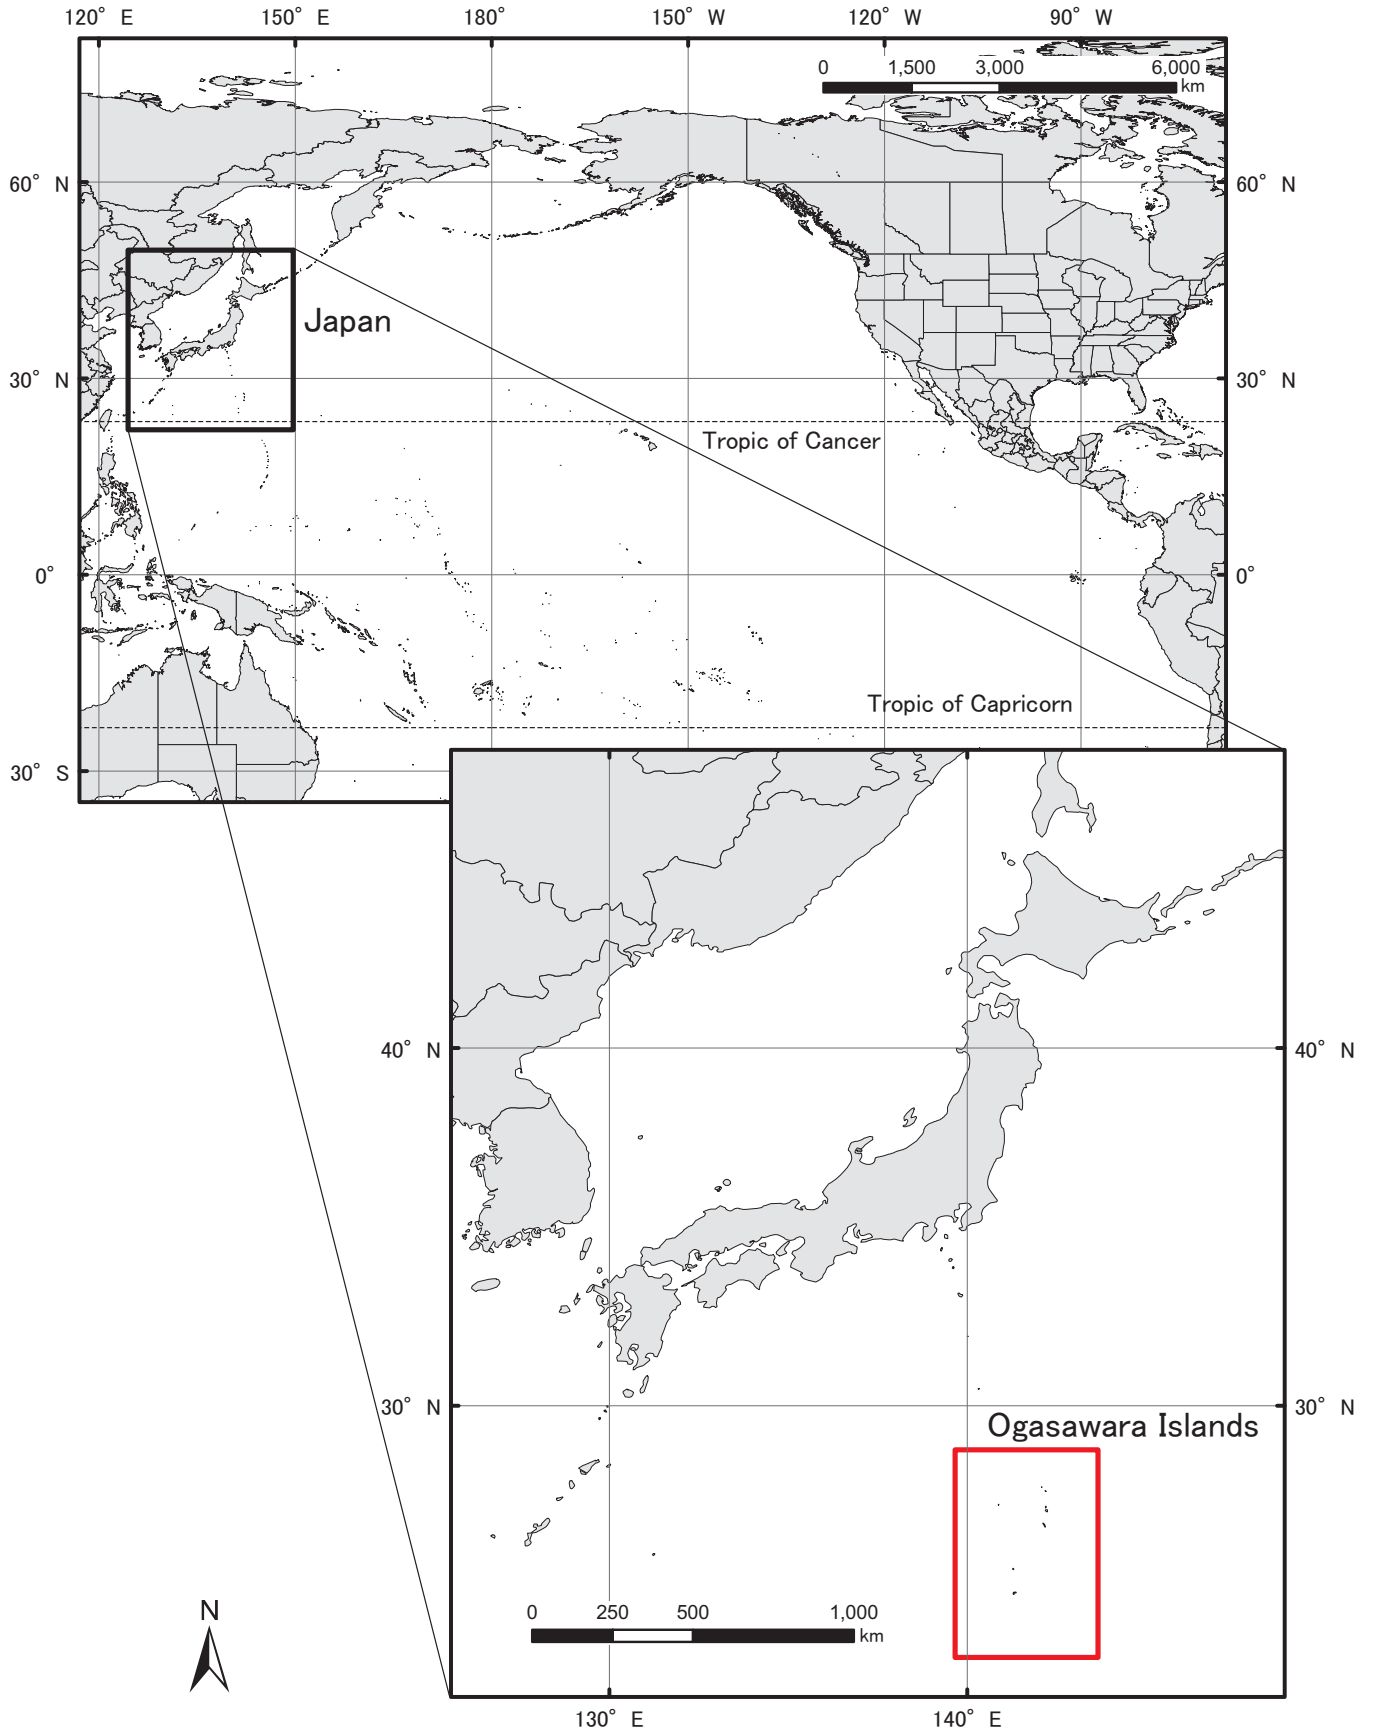 120° E 150° E 180° 150° W 120° W 90° W
0 1,500 3,000 6,000
km
60° N 60° N
Japan
30° N 30° N
Tropic of Cancer
0° 0°
Tropic of Capricorn
30° S
40° N 40° N
30° N 30° N
Ogasawara Islands
N
0 250 500 1,000
km
130° E 140° E